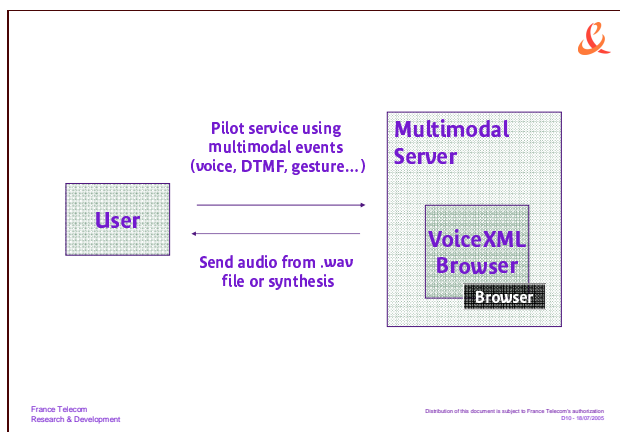 Pilot service using
multimodal events
(voice, DTMF, gesture...)
Multimodal
Server
User
VoiceXML
Browser
Send audio from .wav
file or synthesis
Browser
France Telecom
Research & Development
Distribution of this document is subject to France Telecom's authorization
D10 - 18/07/2005